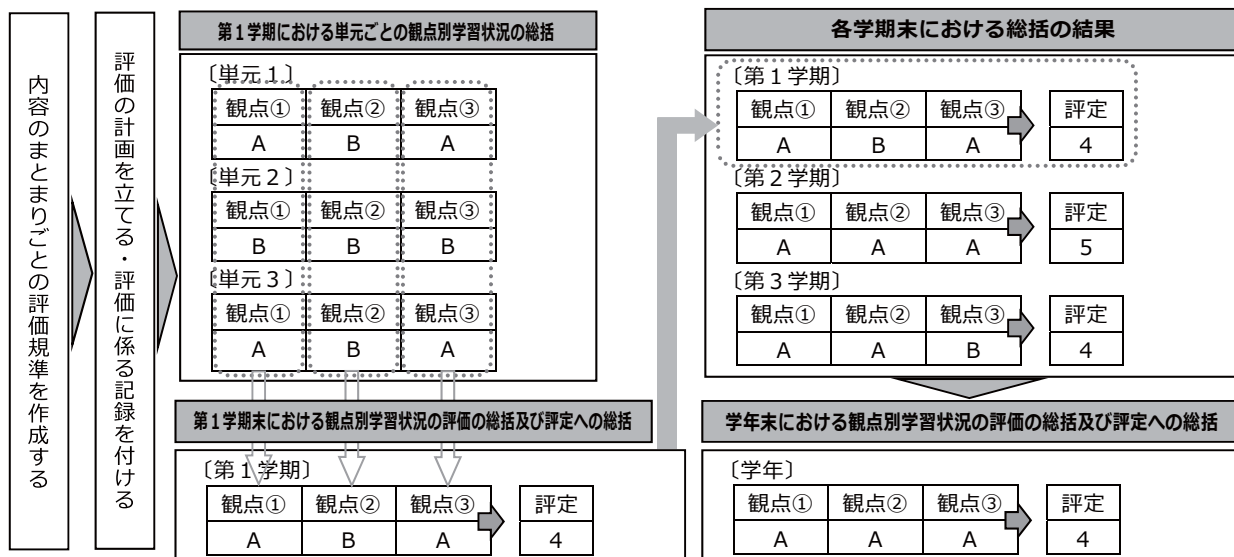 内容のまとまりごとの評価規準を作成する
評価の計画を立てる・評価に係る記録を付ける
第1学期における単元ごとの観点別学習状況の総括
〔単元1〕
観点① 観点② 観点③
A B A
〔単元2〕
観点① 観点② 観点③
B B B
〔単元3〕
観点① 観点② 観点③
A B A
第1学期末における観点別学習状況の評価の総括及び評定への総括
〔第1学期〕
観点① 観点② 観点③ 評定
A B A 4
各学期末における総括の結果
〔第1学期〕
観点① 観点② 観点③ 評定
A B A 4
〔第2学期〕
観点① 観点② 観点③ 評定
A A A 5
〔第3学期〕
観点① 観点② 観点③ 評定
A A B 4
学年末における観点別学習状況の評価の総括及び評定への総括
〔学年〕
観点① 観点② 観点③ 評定
A A A 4